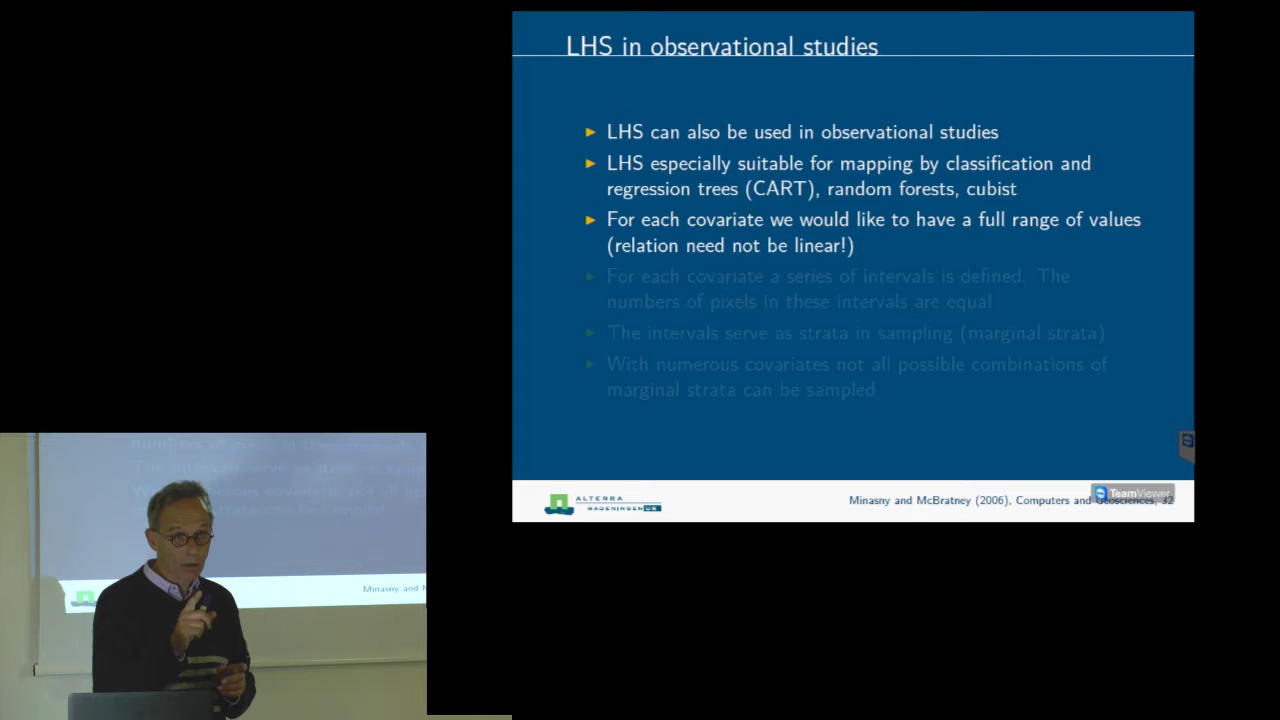 LHS in observational studies
LHS can also be used in observational studies
LHS especially suitable for mapping by classification and
regression trees (CART), random forests, cubist
For each covariate we would like to have a full range of values
(relation need not be linear!)
For each covariate a series of intervals is defined. The
numbers of pixels in these intervals are equal
The intervals serve as strata in sampling (marginal strata)
With numerous covariates not all possible combinations of
marginal strata can be sampled
ALTERRA
WAGENINGEN UR
Minasny and McBratney (2006), Computers and Geosciences, 32
TeamViewer
Minasny and